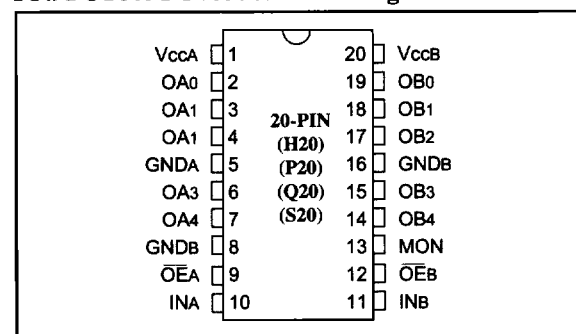 VccA 1 20 VccB
OA0 2 19 OB0
OA1 3 18 OB1
OA1 4 17 OB2
GNDA 5 16 GNDB
OA3 6 15 OB3
OA4 7 14 OB4
GNDB 8 13 MON
OEA 9 12 OEB
INA 10 11 INB
20-PIN
(H20)
(P20)
(Q20)
(S20)